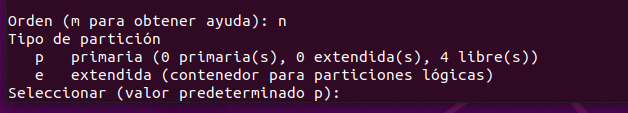 Orden (m para obtener ayuda): n
Tipo de partición
p primaria (0 primaria(s), 0 extendida(s), 4 libre(s))
e extendida (contenedor para particiones lógicas)
Seleccionar (valor predeterminado p):